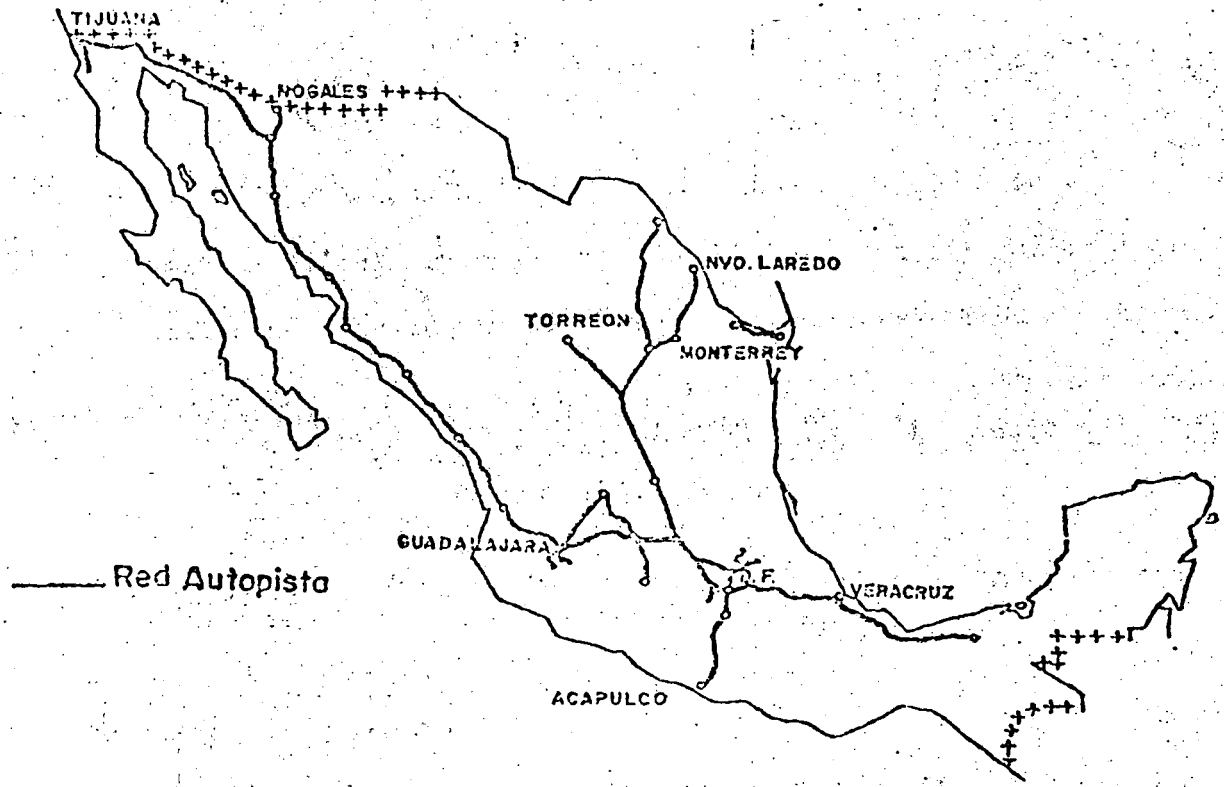 TIJUANA
NOGALES
NVO. LAREDO
TORREON
MONTERREY
GUADALAJARA
D. F.
VERACRUZ
Red Autopista
ACAPULCO